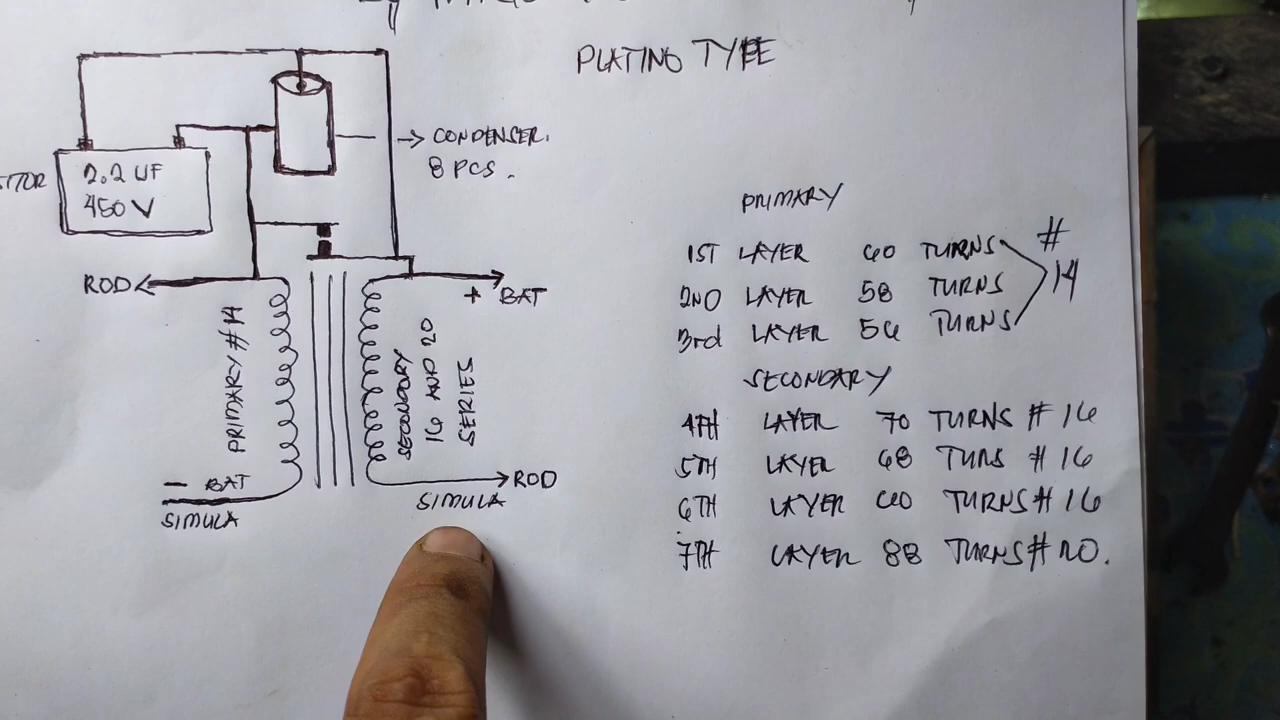 PLATINO TYPE
CONDENSER.
8 PCS.
2.2 UF
450 V
ROD
+ BAT
PRIMARY # 14
SECONDARY
16 AND 20
SERIES
- BAT
SIMULA
ROD
SIMULA
PRIMARY
1ST LAYER 60 TURNS
2ND LAYER 58 TURNS
3rd LAYER 56 TURNS
#
14
SECONDARY
4TH LAYER 70 TURNS # 16
5TH LAYER 68 TURNS # 16
6TH LAYER 60 TURNS # 16
7TH LAYER 88 TURNS # 20.